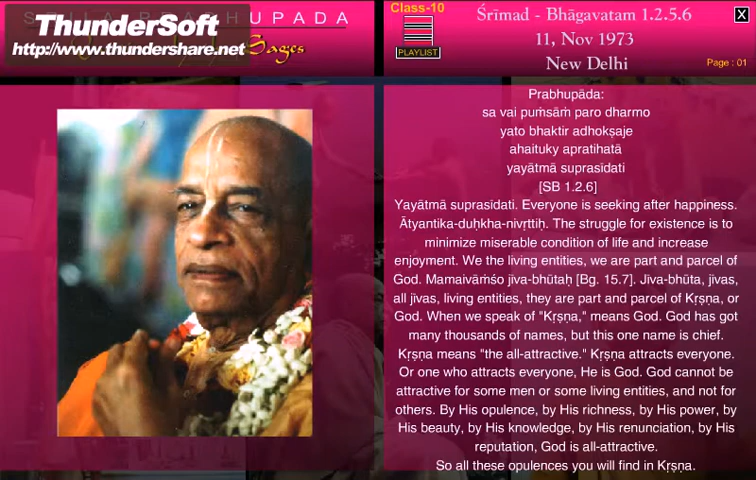 SRILA PRABHUPADA
ThunderSoft
http://www.thundershare.net
Sages
Class-10
PLAYLIST
Śrīmad - Bhāgavatam 1.2.5.6
11, Nov 1973
New Delhi
X
Page : 01
Prabhupāda:
sa vai puṁsāṁ paro dharmo
yato bhaktir adhokṣaje
ahaituky apratihatā
yayātmā suprasīdati
[SB 1.2.6]
Yayātmā suprasīdati. Everyone is seeking after happiness.
Ātyantika-duḥkha-nivṛttiḥ. The struggle for existence is to
minimize miserable condition of life and increase
enjoyment. We the living entities, we are part and parcel of
God. Mamaivāṁśo jiva-bhūtaḥ [Bg. 15.7]. Jiva-bhūta, jivas,
all jīvas, living entities, they are part and parcel of Kṛṣṇa, or
God. When we speak of "Kṛṣṇa," means God. God has got
many thousands of names, but this one name is chief.
Kṛṣṇa means "the all-attractive." Kṛṣṇa attracts everyone.
Or one who attracts everyone, He is God. God cannot be
attractive for some men or some living entities, and not for
others. By His opulence, by His richness, by His power, by
His beauty, by His knowledge, by His renunciation, by His
reputation, God is all-attractive.
So all these opulences you will find in Kṛṣṇa.